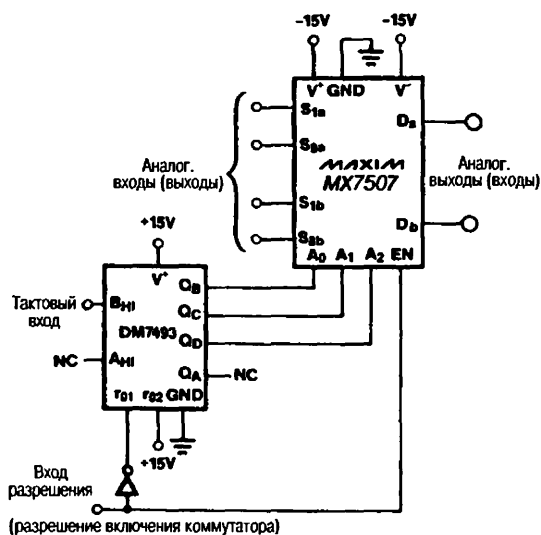 -15V -15V
V⁺ GND V⁻
S₁ₐ
S₈ₐ
S₁b
S₈b
Dₐ
Db
MAXIM
MX7507
A₀ A₁ A₂ EN
Аналог.
входы (выходы)
Аналог.
выходы (входы)
+15V
V⁺
Тактовый
вход
BHI
DM7493
NC
AHI
QB
QC
QD
QA
NC
r01 r02 GND
+15V
Вход
разрешения
(разрешение включения коммутатора)